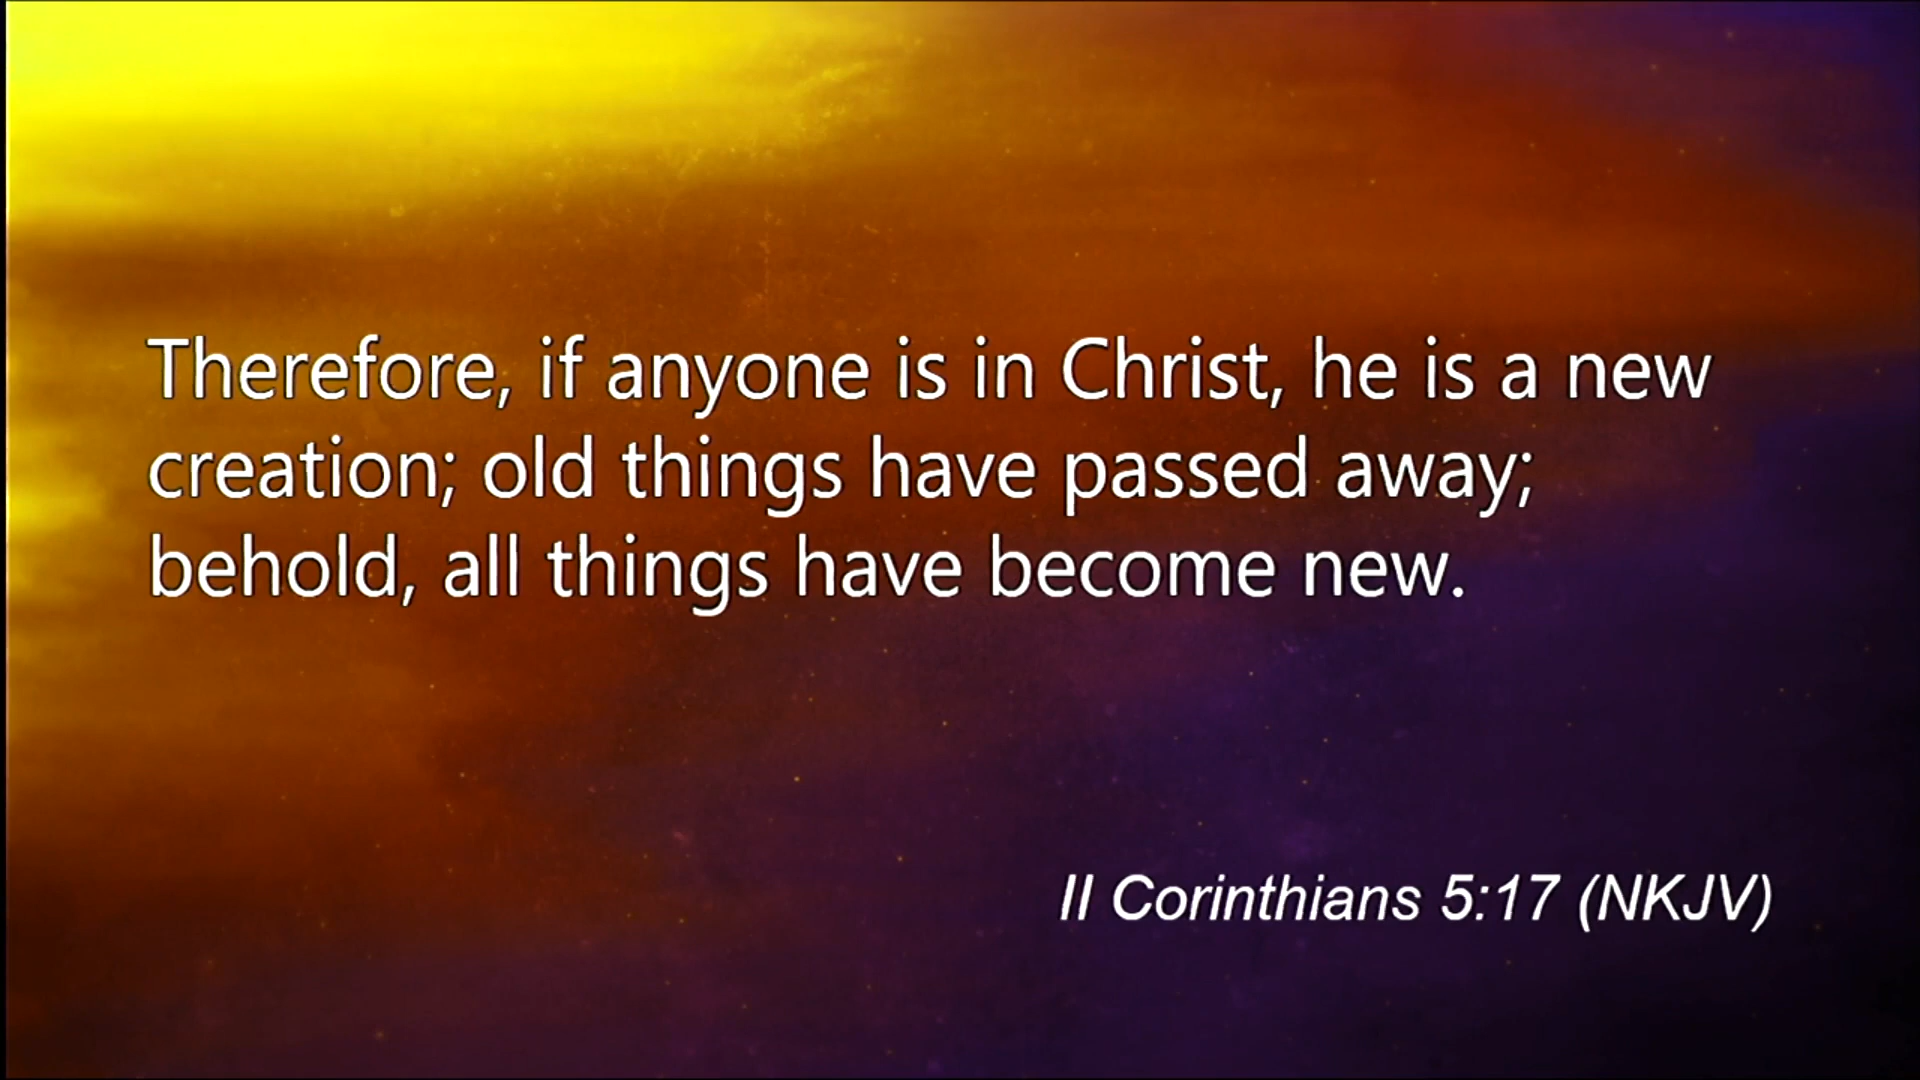 Therefore, if anyone is in Christ, he is a new
creation; old things have passed away;
behold, all things have become new.
II Corinthians 5:17 (NKJV)